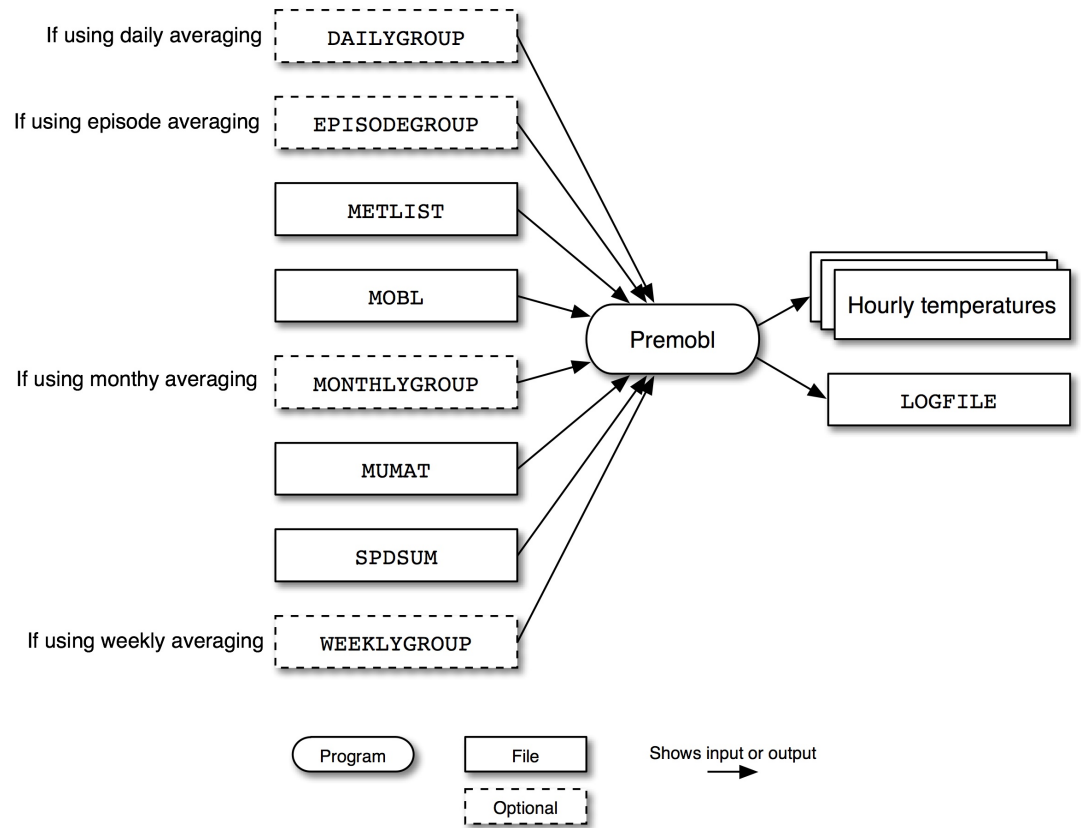 If using daily averaging
DAILYGROUP
If using episode averaging
EPISODEGROUP
METLIST
MOBL
If using monthy averaging
MONTHLYGROUP
MUMAT
SPDSUM
If using weekly averaging
WEEKLYGROUP
Premobl
Hourly temperatures
LOGFILE
Program
File
Optional
Shows input or output